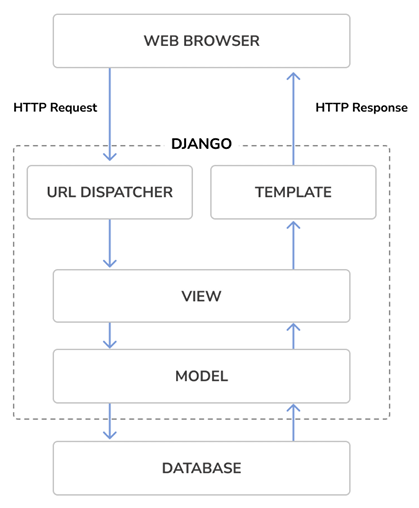 WEB BROWSER
HTTP Request
HTTP Response
DJANGO
URL DISPATCHER
TEMPLATE
VIEW
MODEL
DATABASE